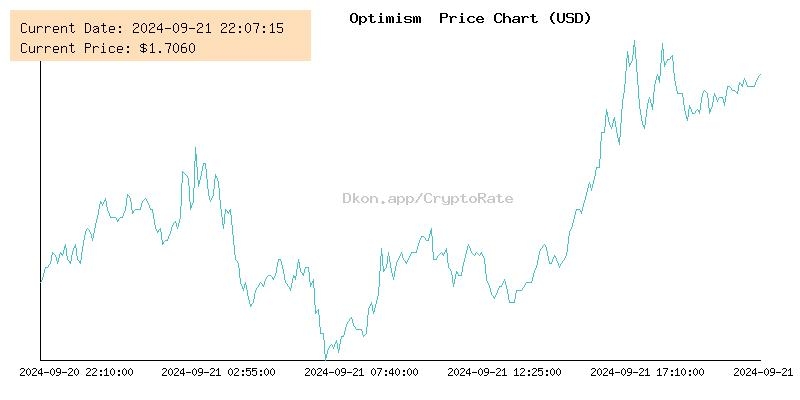 Optimism  Price Chart (USD)
Current Date: 2024-09-21 22:07:15
Current Price: $1.7060
Dkon.app/CryptoRate
2024-09-20 22:10:00 2024-09-21 02:55:00 2024-09-21 07:40:00 2024-09-21 12:25:00 2024-09-21 17:10:00 2024-09-21